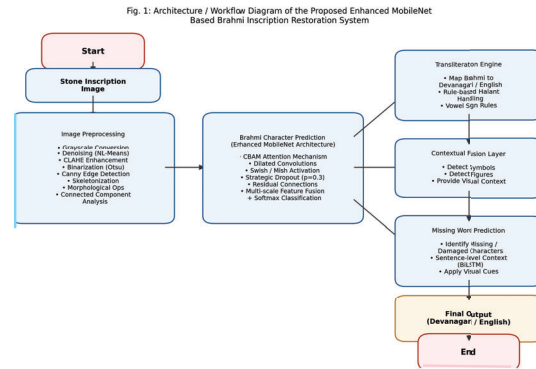 Fig. 1: Architecture / Workflow Diagram of the Proposed Enhanced MobileNet
Based Brahmi Inscription Restoration System
Start
Stone Inscription
Image
Image Preprocessing
• Grayscale Conversion
• Denoising (NL-Means)
• CLAHE Enhancement
• Binarization (Otsu)
• Canny Edge Detection
• Skeletonization
• Morphological Ops
• Connected Component
Analysis
Brahmi Character Prediction
(Enhanced MobileNet Architecture)
• CBAM Attention Mechanism
• Dilated Convolutions
• Swish / Mish Activation
• Strategic Dropout (p=0.3)
• Residual Connections
• Multi-scale Feature Fusion
+ Softmax Classification
Transliteration Engine
• Map Brahmi to
Devanagari / English
• Rule-based Halant
Handling
• Vowel Sign Rules
Contextual Fusion Layer
• Detect Symbols
• Detect Figures
• Provide Visual Context
Missing Word Prediction
• Identify Missing /
Damaged Characters
• Sentence-level Context
(BiLSTM)
• Apply Visual Cues
Final Output
(Devanagari / English)
End